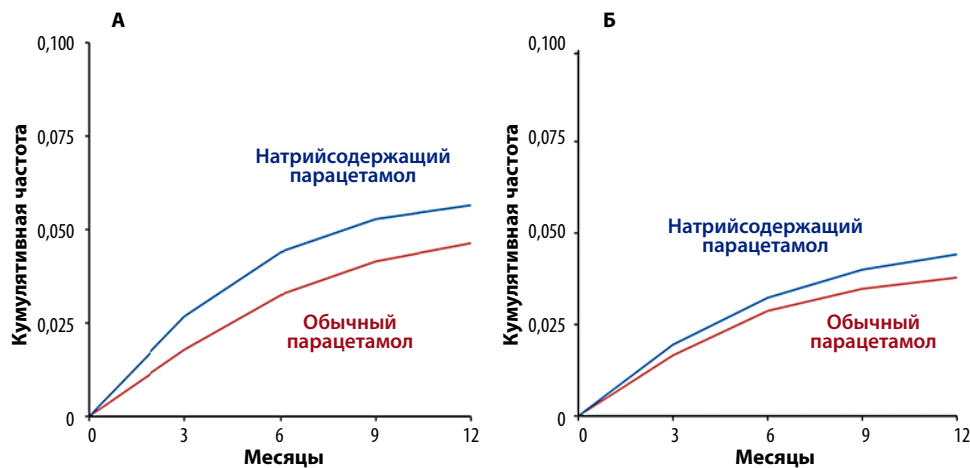 А
Кумулятивная частота
0,100
0,075
0,050
0,025
0
Натрийсодержащий
парацетамол
Обычный
парацетамол
0 3 6 9 12
Месяцы
Б
Кумулятивная частота
0,100
0,075
0,050
0,025
0
Натрийсодержащий
парацетамол
Обычный
парацетамол
0 3 6 9 12
Месяцы